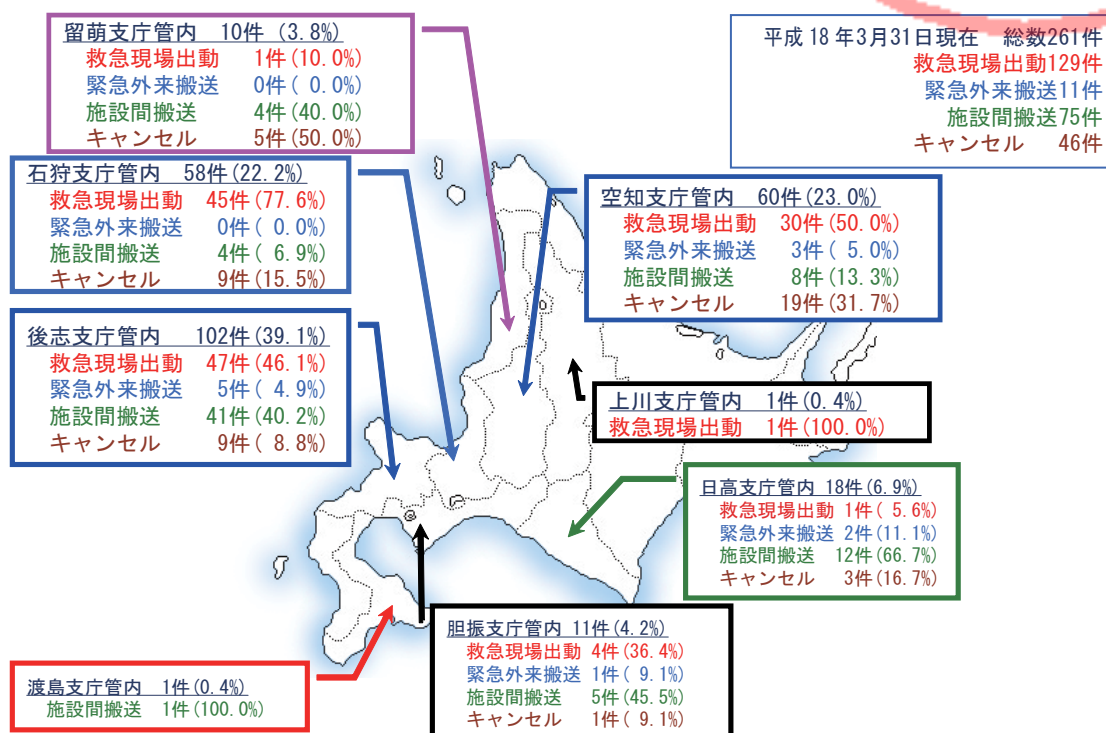 留萌支庁管内 10件 (3.8%)
救急現場出動 1件(10.0%)
緊急外来搬送 0件( 0.0%)
施設間搬送 4件(40.0%)
キャンセル 5件(50.0%)
平成18年3月31日現在 総数261件
救急現場出動129件
緊急外来搬送11件
施設間搬送75件
キャンセル 46件
石狩支庁管内 58件(22.2%)
救急現場出動 45件(77.6%)
緊急外来搬送 0件( 0.0%)
施設間搬送 4件( 6.9%)
キャンセル 9件(15.5%)
空知支庁管内 60件(23.0%)
救急現場出動 30件(50.0%)
緊急外来搬送 3件( 5.0%)
施設間搬送 8件(13.3%)
キャンセル 19件(31.7%)
後志支庁管内 102件(39.1%)
救急現場出動 47件(46.1%)
緊急外来搬送 5件( 4.9%)
施設間搬送 41件(40.2%)
キャンセル 9件( 8.8%)
上川支庁管内 1件(0.4%)
救急現場出動 1件(100.0%)
日高支庁管内 18件(6.9%)
救急現場出動 1件( 5.6%)
緊急外来搬送 2件(11.1%)
施設間搬送 12件(66.7%)
キャンセル 3件(16.7%)
胆振支庁管内 11件(4.2%)
救急現場出動 4件(36.4%)
緊急外来搬送 1件( 9.1%)
施設間搬送 5件(45.5%)
キャンセル 1件( 9.1%)
渡島支庁管内 1件(0.4%)
施設間搬送 1件(100.0%)